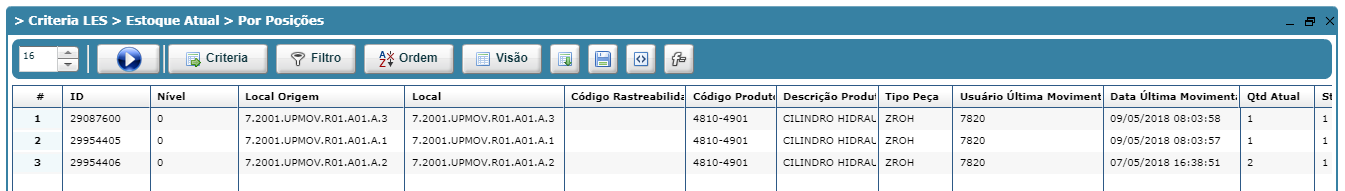 > Criteria LES > Estoque Atual > Por Posições
16 Criteria Filtro Ordem Visão
# ID Nível Local Origem Local Código Rastreabilida Código Produto Descrição Produt Tipo Peça Usuário Última Moviment Data Última Moviment Qtd Atual St
1 29087600 0 7.2001.UPMOV.R01.A01.A.3 7.2001.UPMOV.R01.A01.A.3 4810-4901 CILINDRO HIDRAU ZROH 7820 09/05/2018 08:03:58 1 1
2 29954405 0 7.2001.UPMOV.R01.A01.A.1 7.2001.UPMOV.R01.A01.A.1 4810-4901 CILINDRO HIDRAU ZROH 7820 09/05/2018 08:03:57 1 1
3 29954406 0 7.2001.UPMOV.R01.A01.A.2 7.2001.UPMOV.R01.A01.A.2 4810-4901 CILINDRO HIDRAU ZROH 7820 07/05/2018 16:38:51 2 1